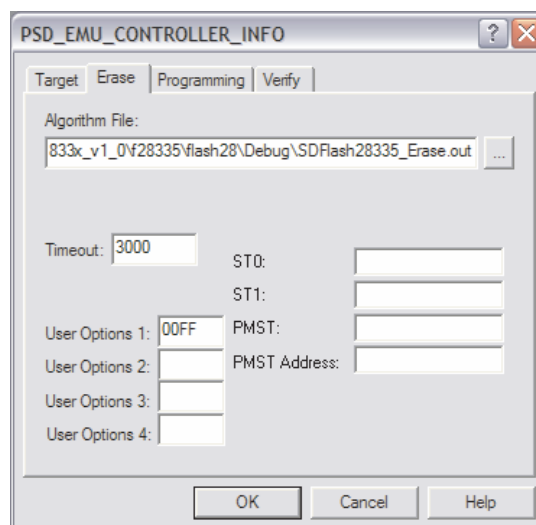 PSD_EMU_CONTROLLER_INFO
Target Erase Programming Verify
Algorithm File:
833x_v1_0\f28335\flash28\Debug\SDFlash28335_Erase.out ...
Timeout: 3000
ST0:
ST1:
User Options 1: 00FF PMST:
User Options 2: PMST Address:
User Options 3:
User Options 4:
OK Cancel Help